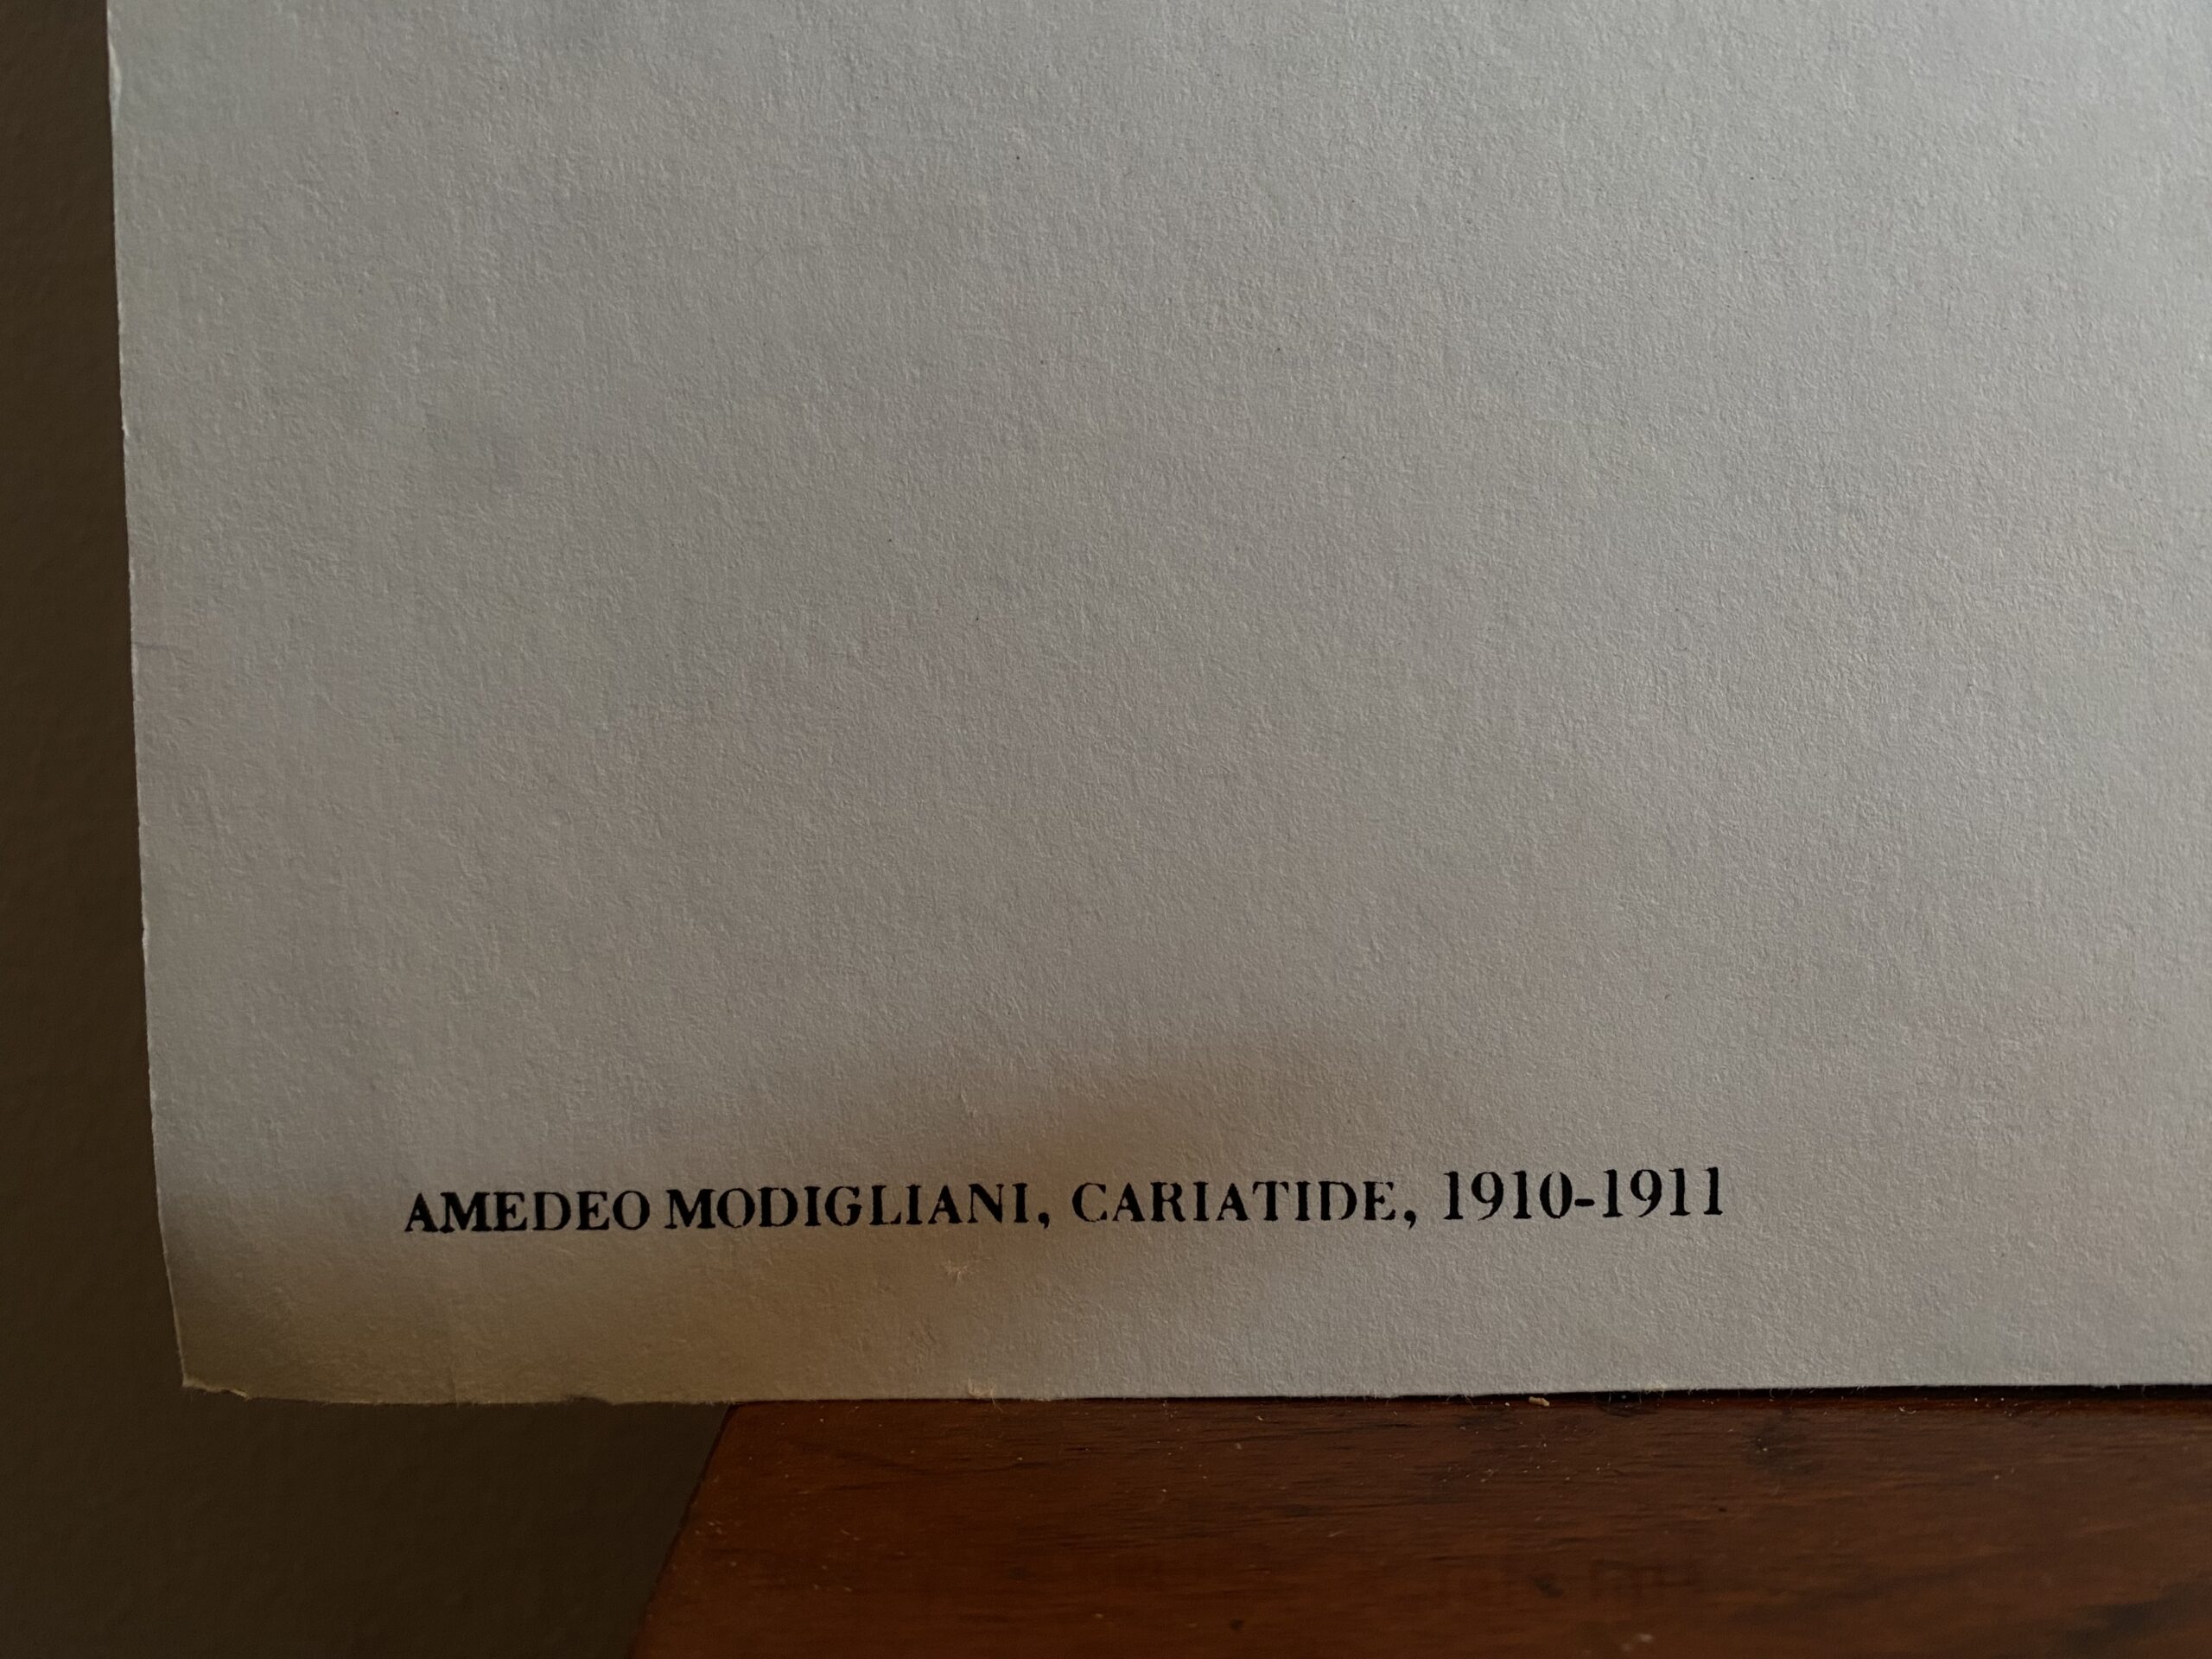 AMEDEO MODIGLIANI, CARIATIDE, 1910-1911